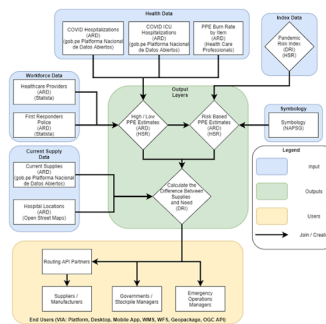 Health Data
COVID Hospitalizations
(ARD)
(gob.pe Platforma Nacional
de Datos Abiertos)
COVID ICU
Hospitalizations
(ARD)
(gob.pe Platforma Nacional
de Datos Abiertos)
PPE Burn Rate
by Item
(ARD)
(Health Care
Professionals)
Index Data
Pandemic
Risk Index
(DRI)
(HSR)
Workforce Data
Healthcare Providers
(ARD)
(Statista)
First Responders
Police
(ARD)
(Statista)
Output
Layers
High / Low
PPE Estimates
(ARD)
(HSR)
Risk Based
PPE Estimates
(ARD)
(HSR)
Symbology
Symbology
(NAPSG)
Current Supply
Data
Current Supplies
(ARD)
(gob.pe Platforma Nacional
de Datos Abiertos)
Hospital Locations
(ARD)
(Open Street Maps)
Calculate the
Difference Between
Supplies
and Need
(DRI)
Legend
Input
Outputs
Users
Join / Create
Routing API Partners
Suppliers /
Manufacturers
Governments /
Stockpile Managers
Emergency
Operations
Managers
End Users (VIA: Platform, Desktop, Mobile App, WMS, WFS, Geopackage, OGC API)